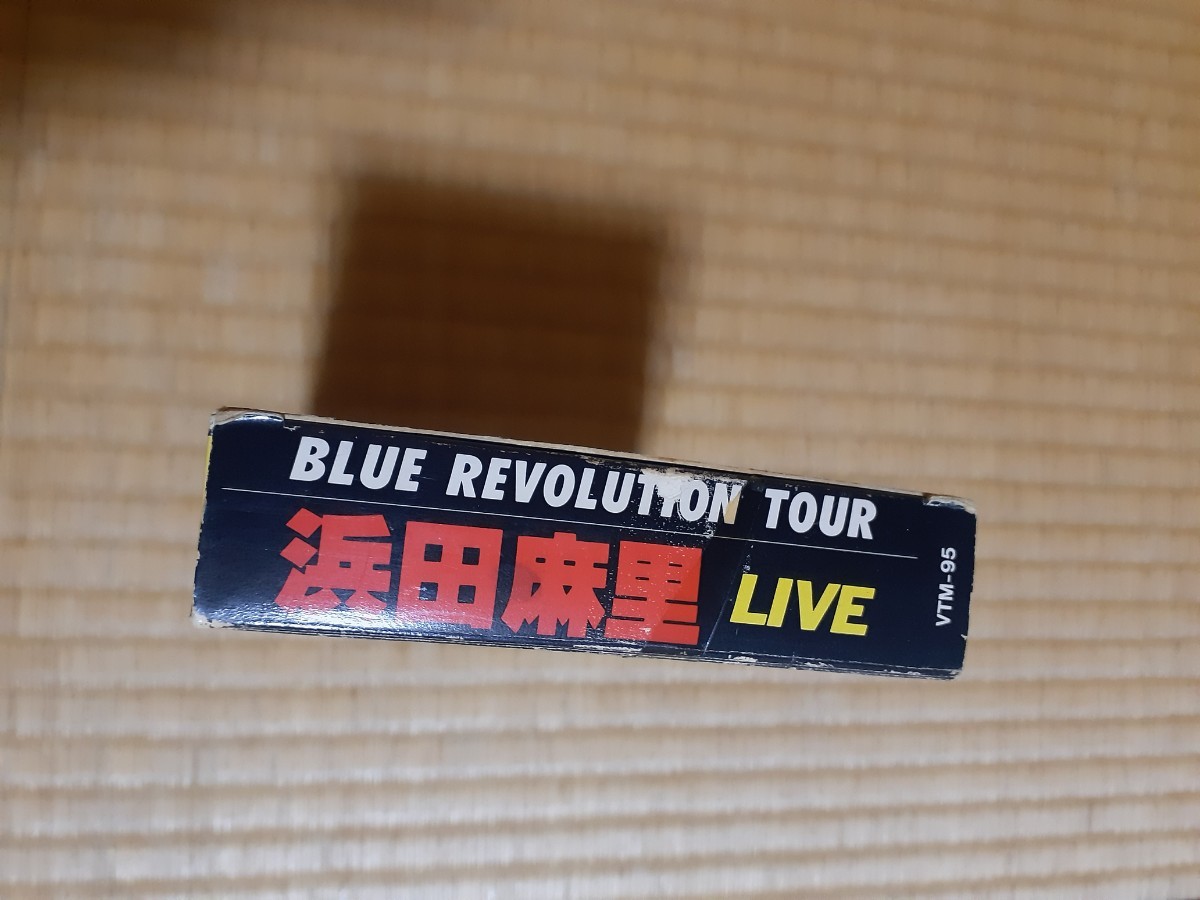 BLUE REVOLUTION TOUR
浜田麻里 LIVE
VTM-95